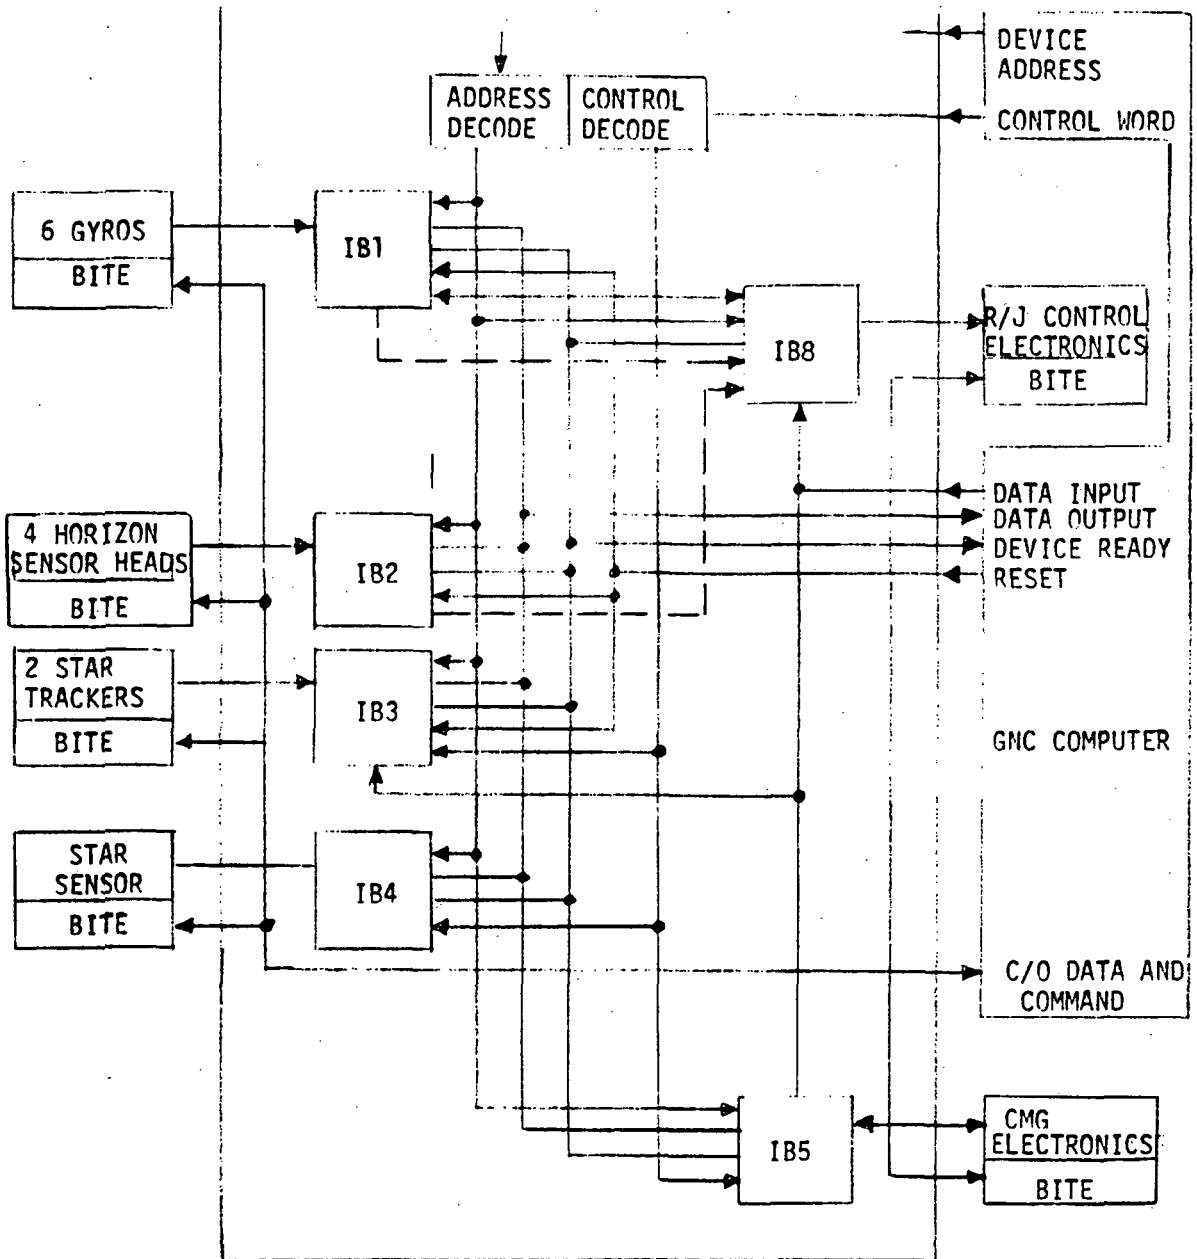 DEVICE
ADDRESS
ADDRESS
DECODE
CONTROL
DECODE
CONTROL WORD
6 GYROS
BITE
IB1
IB8
R/J CONTROL
ELECTRONICS
BITE
4 HORIZON
SENSOR HEADS
BITE
IB2
DATA INPUT
DATA OUTPUT
DEVICE READY
RESET
2 STAR
TRACKERS
BITE
IB3
GNC COMPUTER
STAR
SENSOR
BITE
IB4
C/O DATA AND
COMMAND
IB5
CMG
ELECTRONICS
BITE